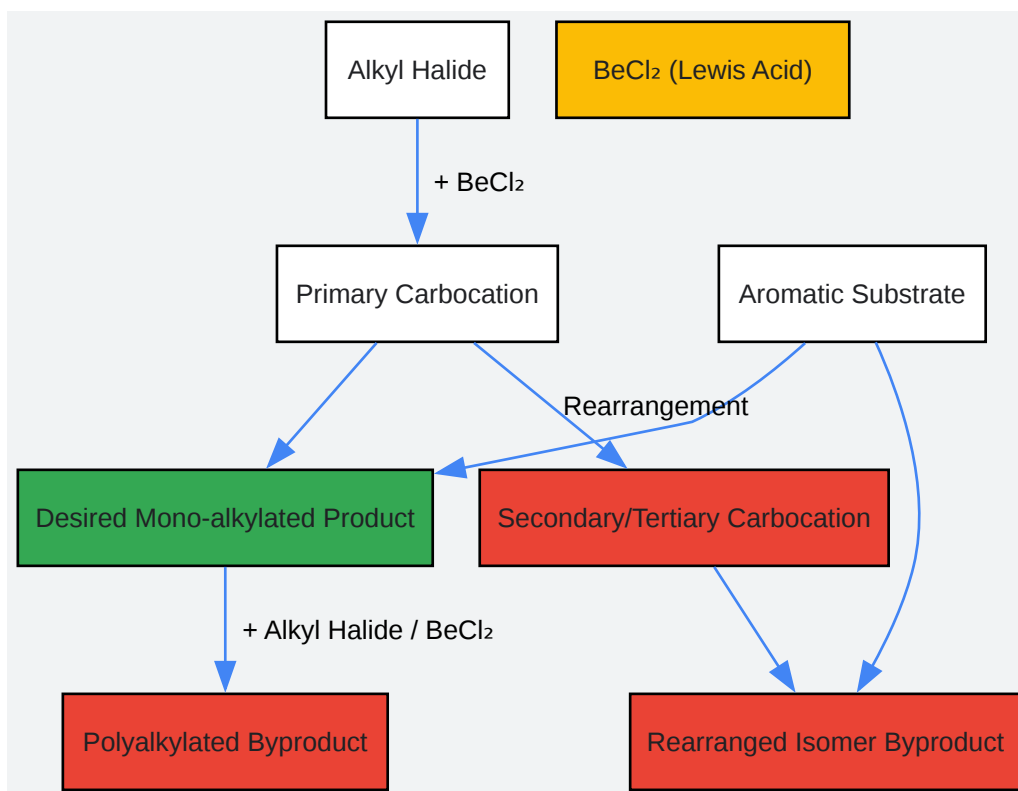 Alkyl Halide
BeCl₂ (Lewis Acid)
+ BeCl₂
Primary Carbocation
Aromatic Substrate
Rearrangement
Desired Mono-alkylated Product
Secondary/Tertiary Carbocation
+ Alkyl Halide / BeCl₂
Polyalkylated Byproduct
Rearranged Isomer Byproduct